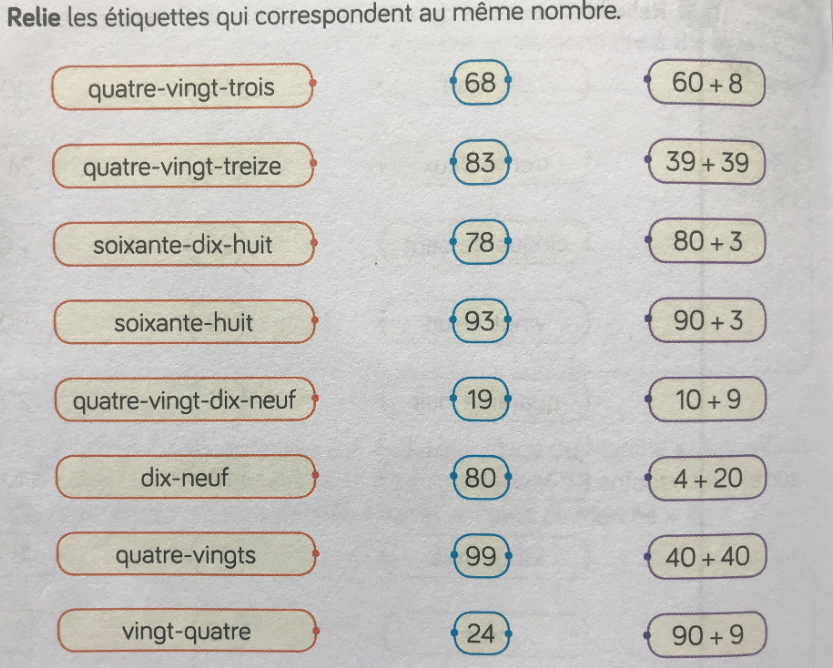 Relie les étiquettes qui correspondent au même nombre.
quatre-vingt-trois 68 60 + 8
quatre-vingt-treize 83 39 + 39
soixante-dix-huit 78 80 + 3
soixante-huit 93 90 + 3
quatre-vingt-dix-neuf 19 10 + 9
dix-neuf 80 4 + 20
quatre-vingts 99 40 + 40
vingt-quatre 24 90 + 9